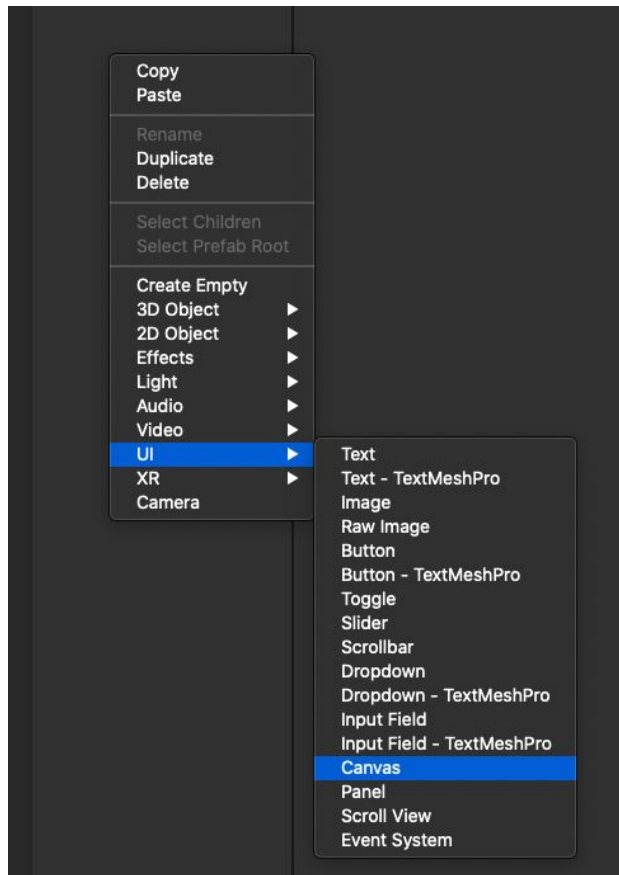 Copy
Paste
Rename
Duplicate
Delete
Select Children
Select Prefab Root
Create Empty
3D Object
2D Object
Effects
Light
Audio
Video
UI
XR
Camera
Text
Text - TextMeshPro
Image
Raw Image
Button
Button - TextMeshPro
Toggle
Slider
Scrollbar
Dropdown
Dropdown - TextMeshPro
Input Field
Input Field - TextMeshPro
Canvas
Panel
Scroll View
Event System